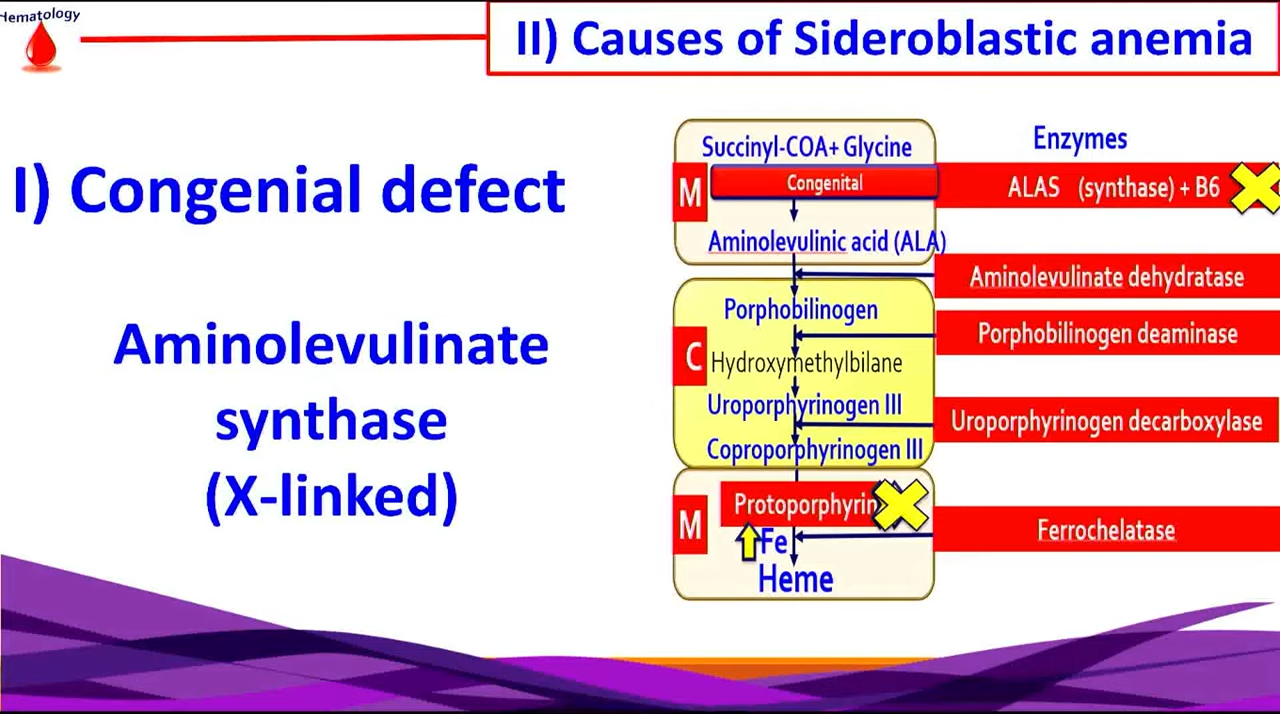 Hematology
II) Causes of Sideroblastic anemia
I) Congenial defect
Aminolevulinate
synthase
(X-linked)
Succinyl-COA+ Glycine
Enzymes
M
Congenital
ALAS (synthase) + B6
Aminolevulinic acid (ALA)
Aminolevulinate dehydratase
Porphobilinogen
Porphobilinogen deaminase
C
Hydroxymethylbilane
Uroporphyrinogen III
Uroporphyrinogen decarboxylase
Coproporphyrinogen III
M
Protoporphyrin
Ferrochelatase
Fe
Heme